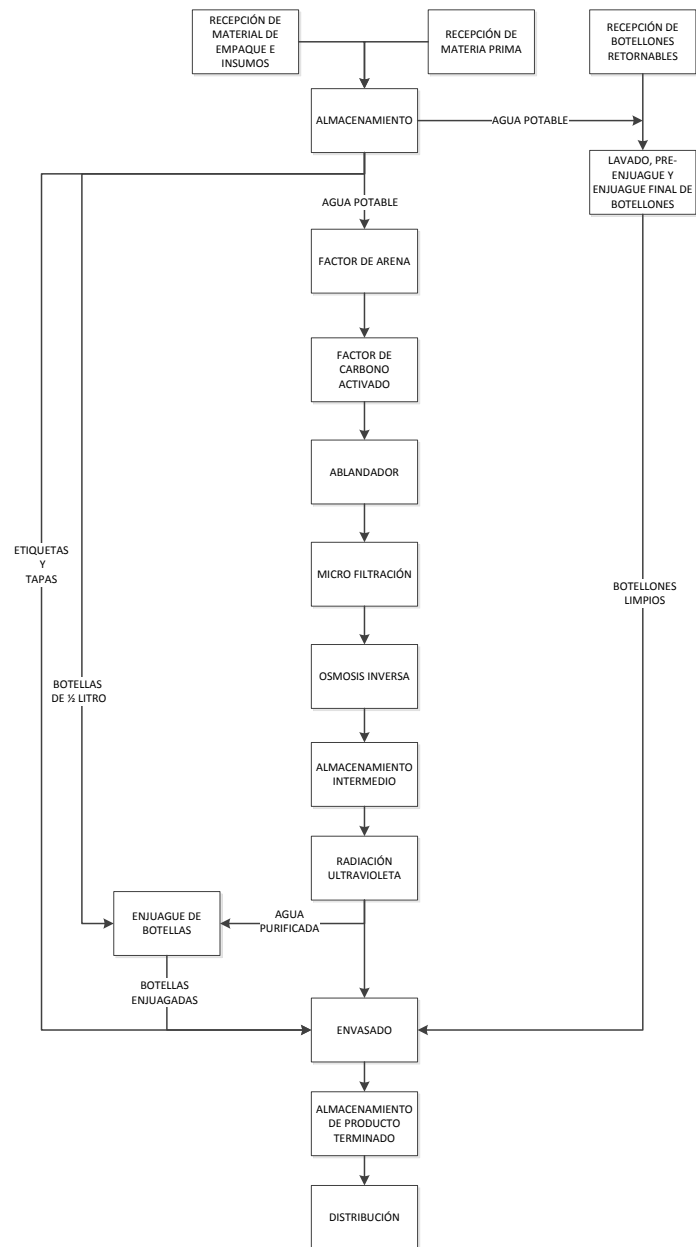 RECEPCIÓN DE
MATERIAL DE
EMPAQUE E
INSUMOS
RECEPCIÓN DE
MATERIA PRIMA
RECEPCIÓN DE
BOTELLONES
RETORNABLES
ALMACENAMIENTO
AGUA POTABLE
LAVADO, PRE-
ENJUAGUE Y
ENJUAGUE FINAL DE
BOTELLONES
AGUA POTABLE
FACTOR DE ARENA
FACTOR DE
CARBONO
ACTIVADO
ABLANDADOR
ETIQUETAS
Y
TAPAS
MICRO FILTRACIÓN
BOTELLONES
LIMPIOS
BOTELLAS
DE ½ LITRO
OSMOSIS INVERSA
ALMACENAMIENTO
INTERMEDIO
RADIACIÓN
ULTRAVIOLETA
ENJUAGUE DE
BOTELLAS
AGUA
PURIFICADA
BOTELLAS
ENJUAGADAS
ENVASADO
ALMACENAMIENTO
DE PRODUCTO
TERMINADO
DISTRIBUCIÓN